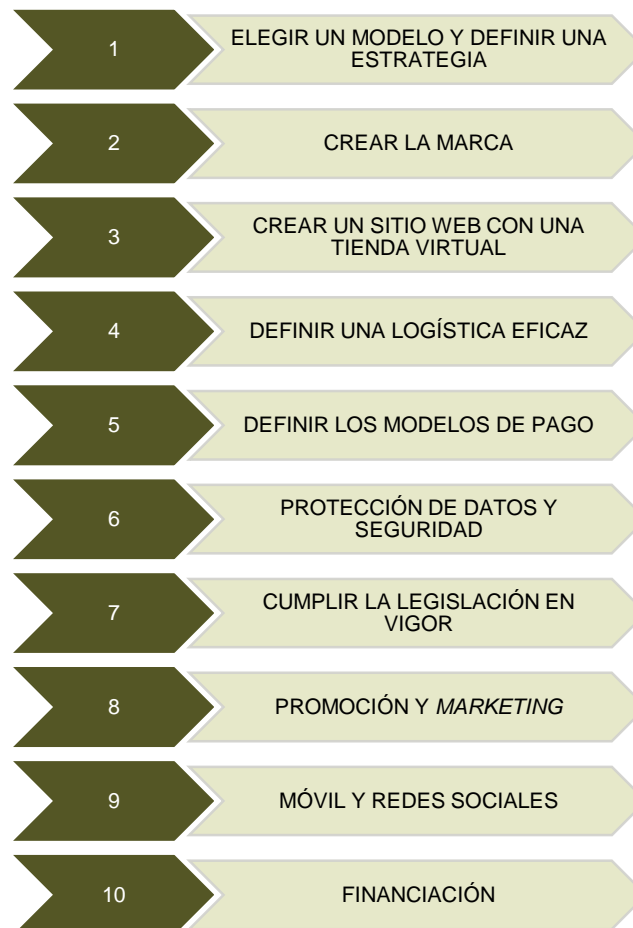 1
ELEGIR UN MODELO Y DEFINIR UNA
ESTRATEGIA
2
CREAR LA MARCA
3
CREAR UN SITIO WEB CON UNA
TIENDA VIRTUAL
4
DEFINIR UNA LOGÍSTICA EFICAZ
5
DEFINIR LOS MODELOS DE PAGO
6
PROTECCIÓN DE DATOS Y
SEGURIDAD
7
CUMPLIR LA LEGISLACIÓN EN
VIGOR
8
PROMOCIÓN Y MARKETING
9
MÓVIL Y REDES SOCIALES
10
FINANCIACIÓN